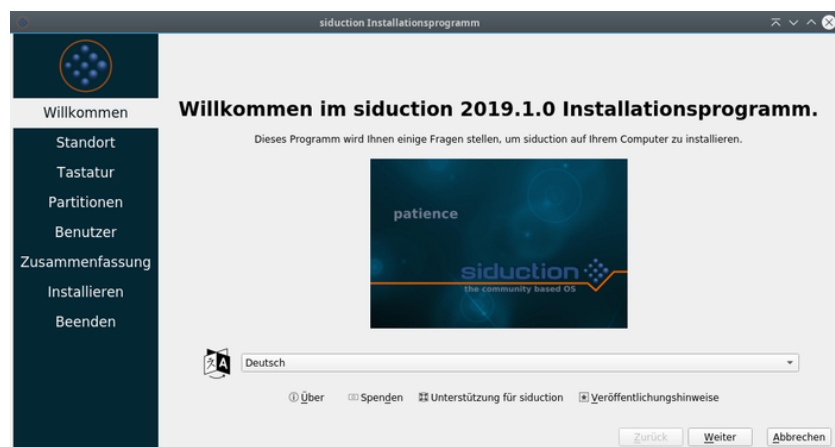 siduction Installationsprogramm
Willkommen
Standort
Tastatur
Partitionen
Benutzer
Zusammenfassung
Installieren
Beenden
Willkommen im siduction 2019.1.0 Installationsprogramm.
Dieses Programm wird Ihnen einige Fragen stellen, um siduction auf Ihrem Computer zu installieren.
patience
siduction
the community based OS
Deutsch
Über Spenden Unterstützung für siduction Veröffentlichungshinweise
Zurück Weiter Abbrechen